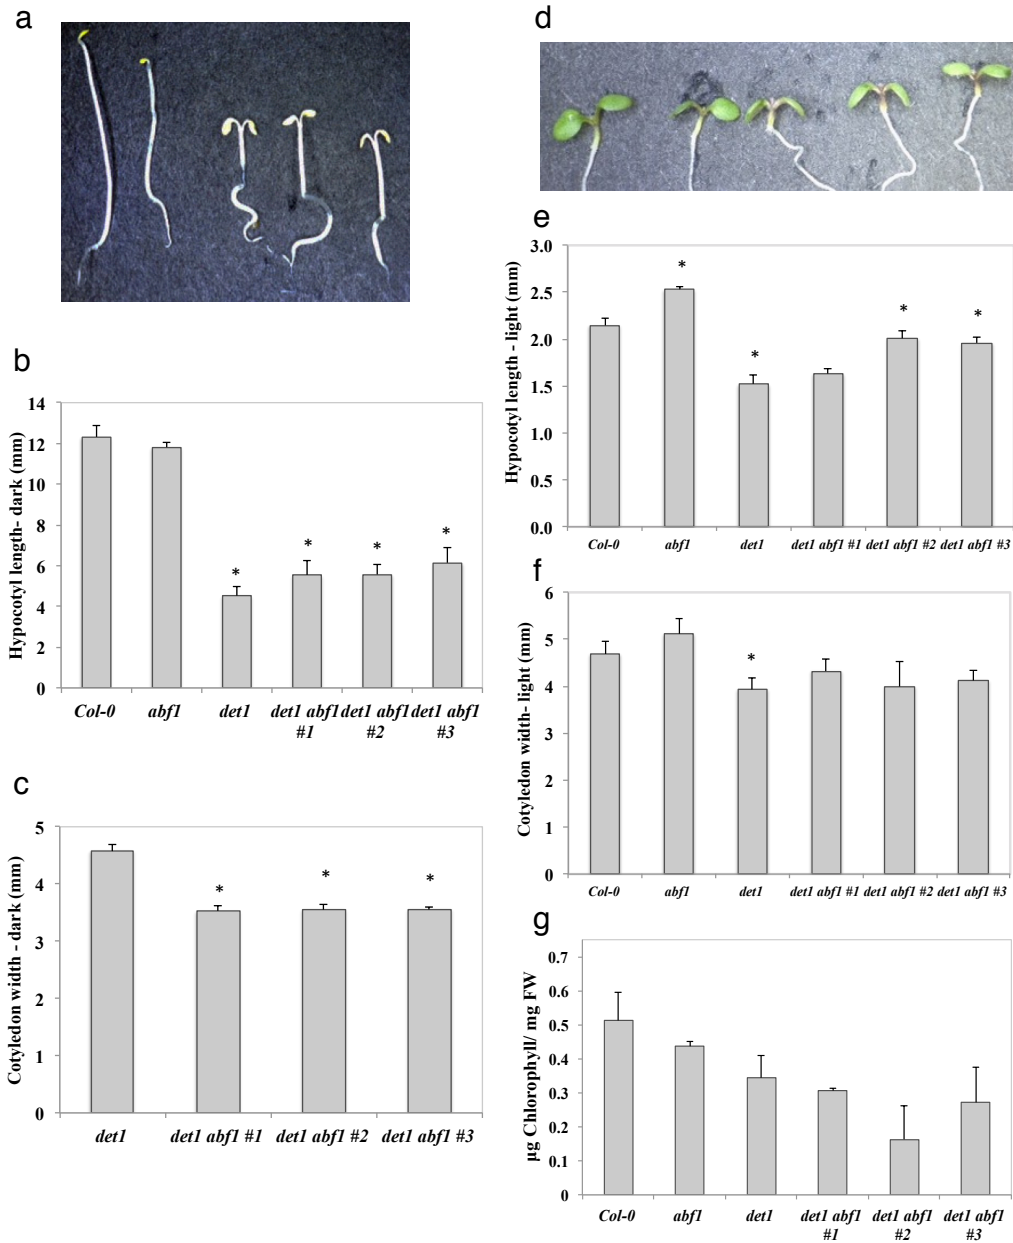 a
b
Hypocotyl length- dark (mm)
14
12
10
8
6
4
2
0
*
*
*
*
Col-0
abf1
det1
det1 abf1 #1
det1 abf1 #2
det1 abf1 #3
c
Cotyledon width - dark (mm)
5
4
3
2
1
0
*
*
*
det1
det1 abf1 #1
det1 abf1 #2
det1 abf1 #3
d
e
Hypocotyl length - light (mm)
3.0
2.5
2.0
1.5
1.0
0.5
0.0
*
*
*
*
Col-0
abf1
det1
det1 abf1 #1
det1 abf1 #2
det1 abf1 #3
f
Cotyledon width- light (mm)
6
5
4
3
2
1
0
*
Col-0
abf1
det1
det1 abf1 #1
det1 abf1 #2
det1 abf1 #3
g
µg Chlorophyll/ mg FW
0.7
0.6
0.5
0.4
0.3
0.2
0.1
0
Col-0
abf1
det1
det1 abf1 #1
det1 abf1 #2
det1 abf1 #3